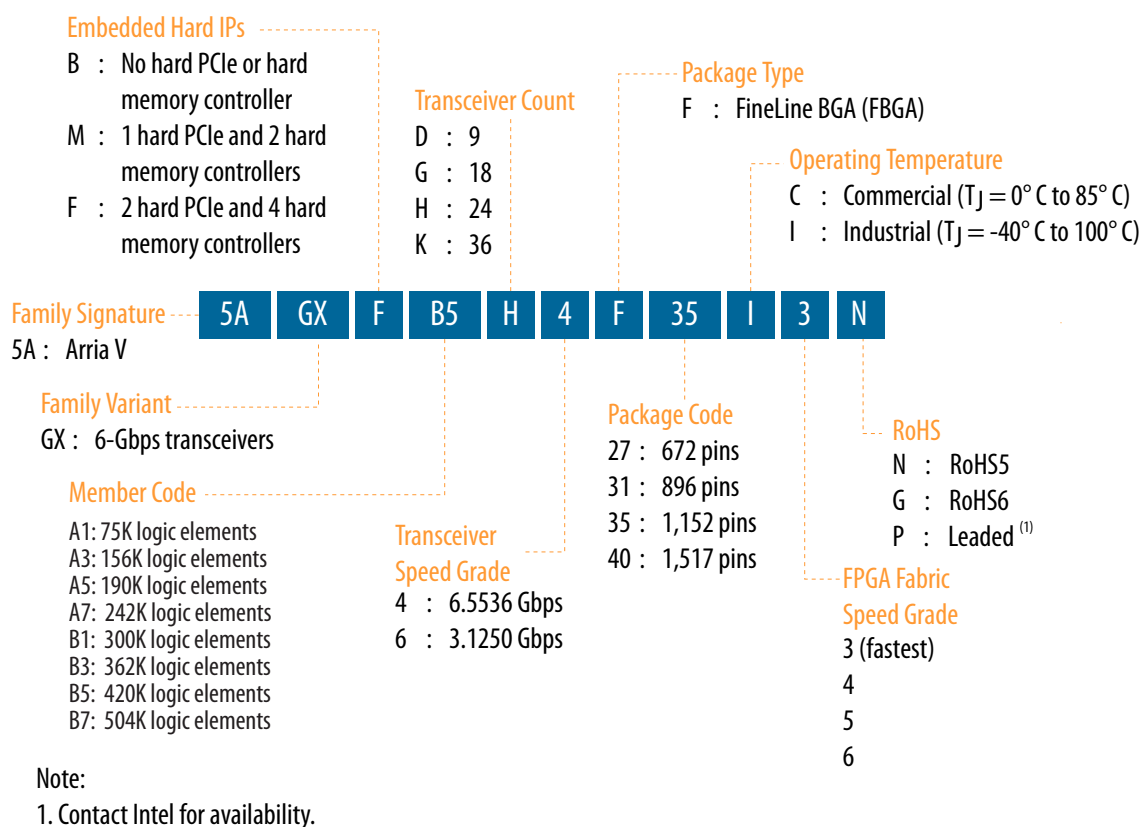 Embedded Hard IPs
B : No hard PCIe or hard
memory controller
M : 1 hard PCIe and 2 hard
memory controllers
F : 2 hard PCIe and 4 hard
memory controllers
Transceiver Count
D : 9
G : 18
H : 24
K : 36
Package Type
F : FineLine BGA (FBGA)
Operating Temperature
C : Commercial (TJ = 0° C to 85° C)
I : Industrial (TJ = -40° C to 100° C)
Family Signature
5A : Arria V
5A GX F B5 H 4 F 35 I 3 N
Family Variant
GX : 6-Gbps transceivers
Member Code
A1: 75K logic elements
A3: 156K logic elements
A5: 190K logic elements
A7: 242K logic elements
B1: 300K logic elements
B3: 362K logic elements
B5: 420K logic elements
B7: 504K logic elements
Transceiver
Speed Grade
4 : 6.5536 Gbps
6 : 3.1250 Gbps
Package Code
27 : 672 pins
31 : 896 pins
35 : 1,152 pins
40 : 1,517 pins
RoHS
N : RoHS5
G : RoHS6
P : Leaded (1)
FPGA Fabric
Speed Grade
3 (fastest)
4
5
6
Note:
1. Contact Intel for availability.